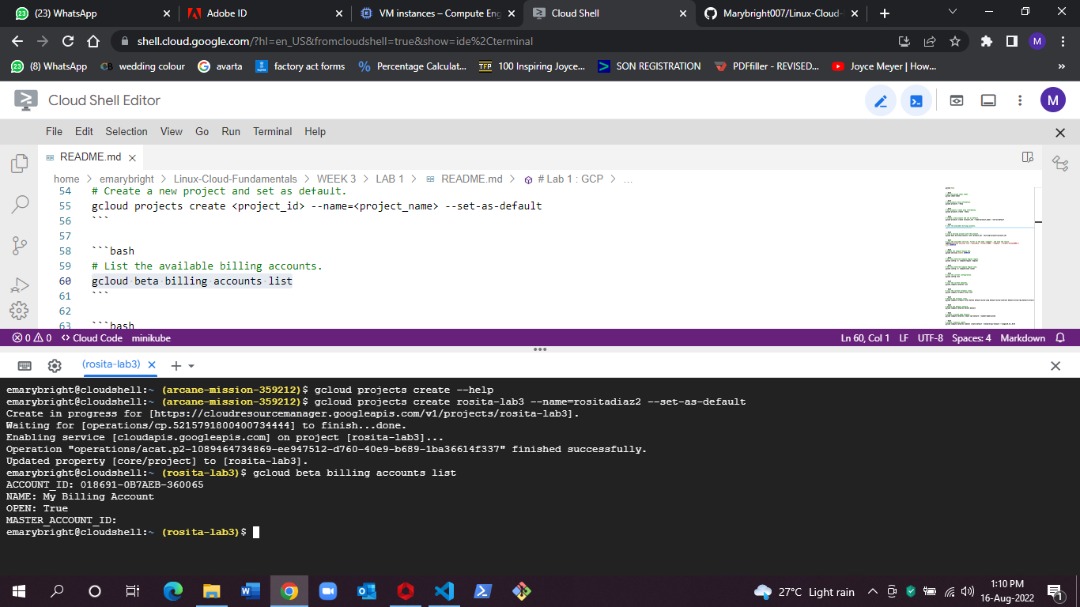 (23) WhatsApp
Adobe ID
VM instances – Compute Eng
Cloud Shell
Marybright007/Linux-Cloud-
shell.cloud.google.com/?hl=en_US&fromcloudshell=true&show=ide%2Cterminal
M
(8) WhatsApp
wedding colour
avarta
factory act forms
Percentage Calculat...
100 Inspiring Joyce...
SON REGISTRATION
PDFfiller - REVISED...
Joyce Meyer | How...
»
Cloud Shell Editor
M
File Edit Selection View Go Run Terminal Help
README.md
home > emarybright > Linux-Cloud-Fundamentals > WEEK 3 > LAB 1 > README.md > # Lab 1 : GCP > ...
54 # Create a new project and set as default.
55 gcloud projects create <project_id> --name=<project_name> --set-as-default
56 ```
57
58 ```bash
59 # List the available billing accounts.
60 gcloud beta billing accounts list
61 ```
62
63 ```bash
0 0 Cloud Code minikube
Ln 60, Col 1 LF UTF-8 Spaces: 4 Markdown
(rosita-lab3)
emarybright@cloudshell:~ (arcane-mission-359212)$ gcloud projects create --help
emarybright@cloudshell:~ (arcane-mission-359212)$ gcloud projects create rosita-lab3 --name=rositadiaz2 --set-as-default
Create in progress for [https://cloudresourcemanager.googleapis.com/v1/projects/rosita-lab3].
Waiting for [operations/cp.5215791800400734444] to finish...done.
Enabling service [cloudapis.googleapis.com] on project [rosita-lab3]...
Operation "operations/acat.p2-1089464734869-ee947512-d760-40e9-b689-1ba36614f337" finished successfully.
Updated property [core/project] to [rosita-lab3].
emarybright@cloudshell:~ (rosita-lab3)$ gcloud beta billing accounts list
ACCOUNT_ID: 018691-0B7AEB-360065
NAME: My Billing Account
OPEN: True
MASTER_ACCOUNT_ID:
emarybright@cloudshell:~ (rosita-lab3)$
27°C Light rain
1:10 PM
16-Aug-2022
1